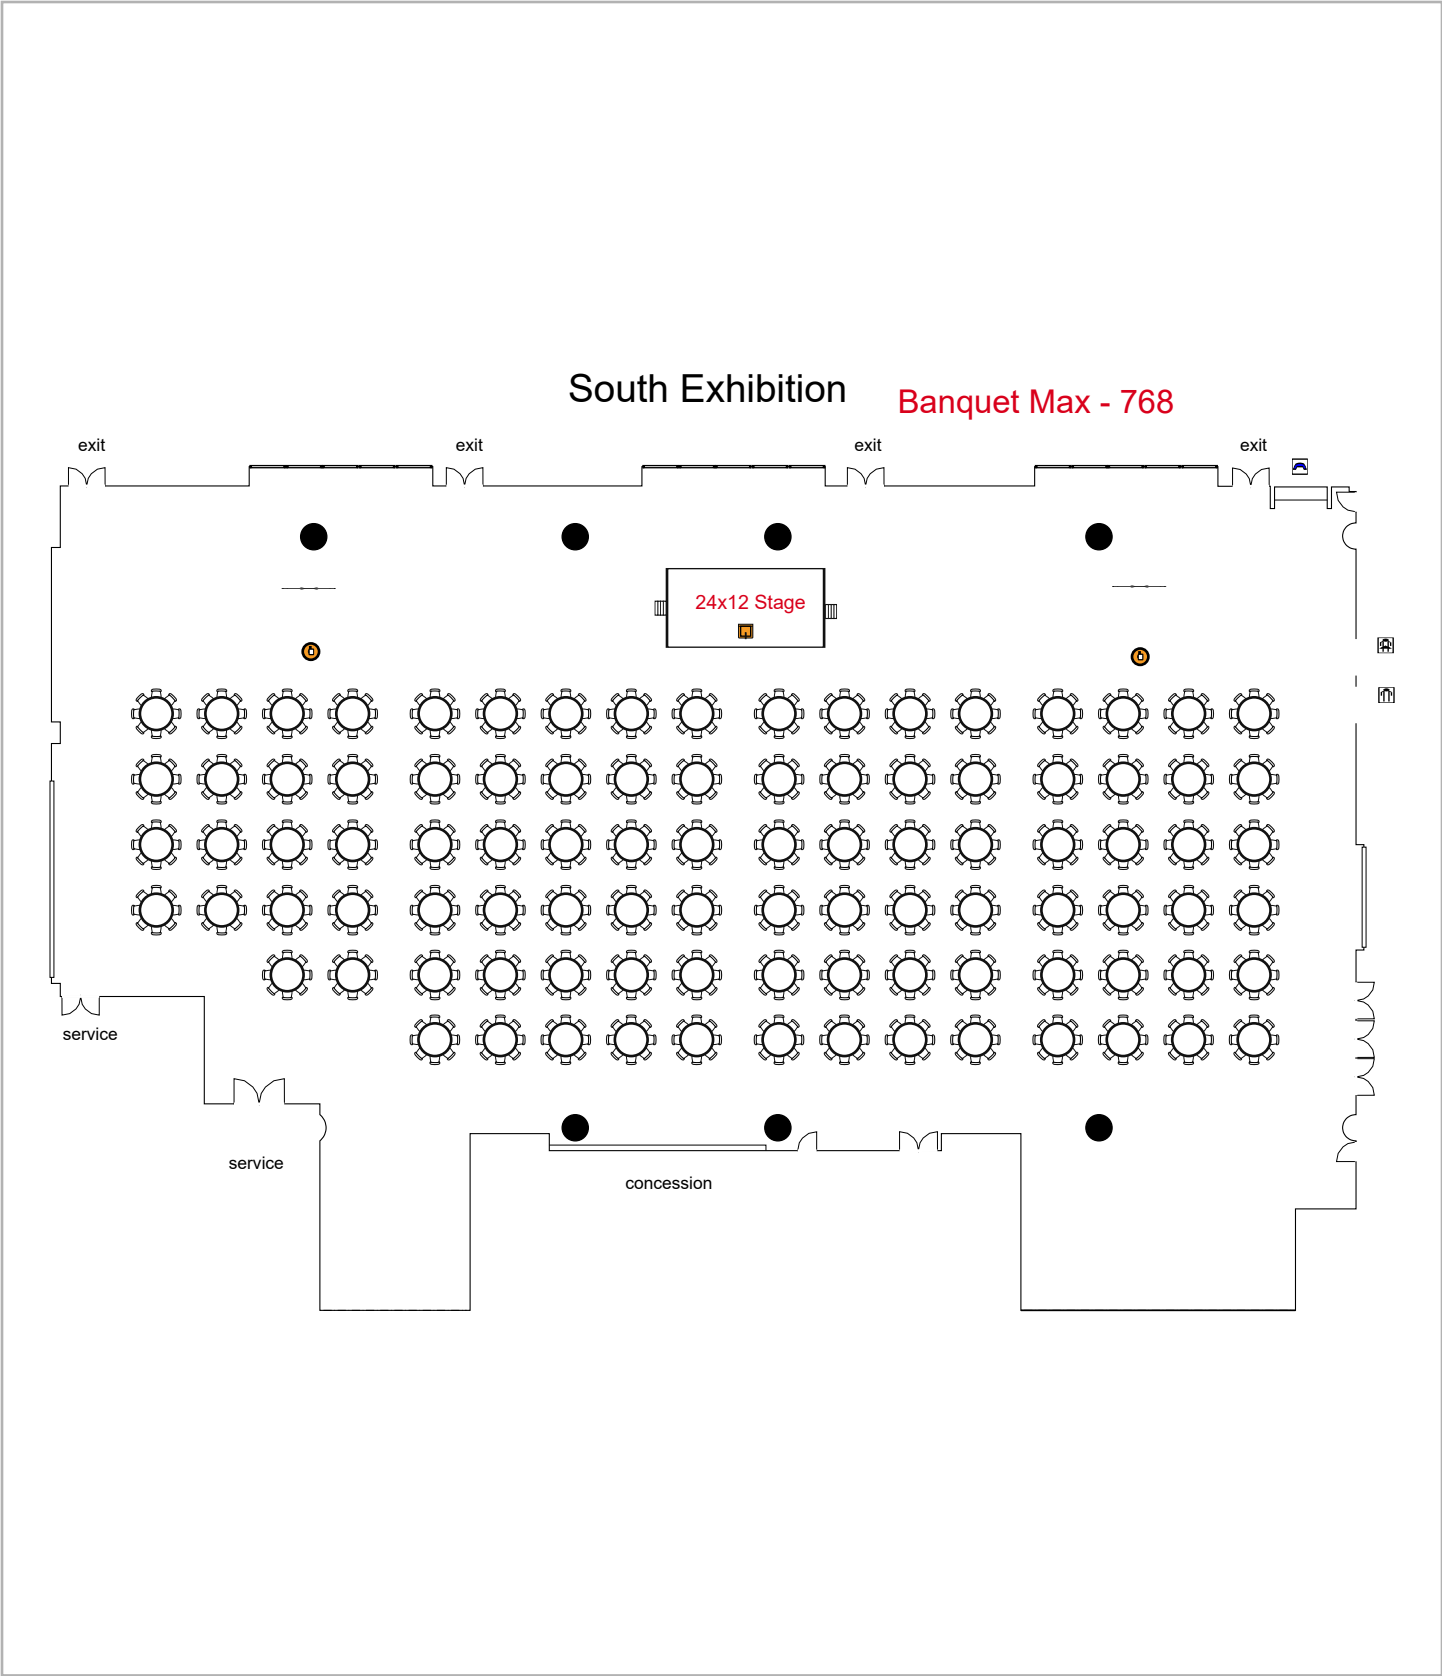 South Exhibition
Banquet Max - 768
exit
exit
exit
exit
24x12 Stage
service
service
concession